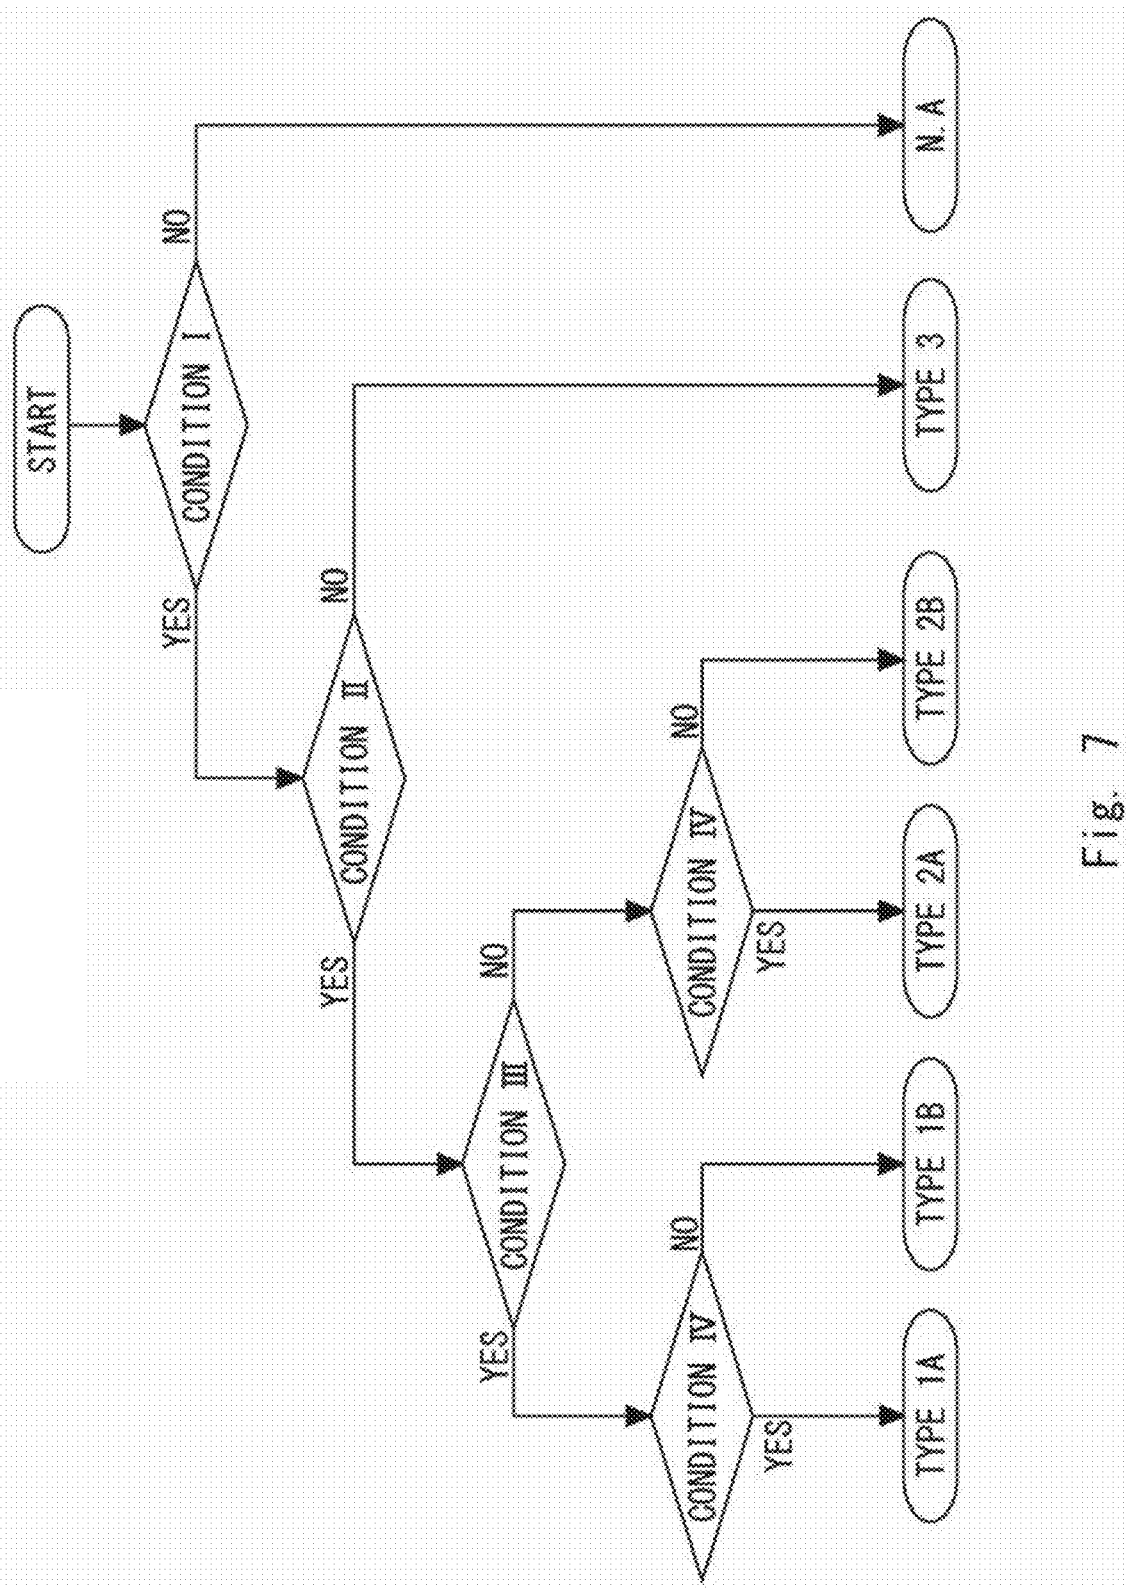 START
CONDITION I
YES
NO
CONDITION II
YES
NO
CONDITION III
YES
NO
CONDITION IV
YES
NO
CONDITION IV
YES
NO
TYPE 1A
TYPE 1B
TYPE 2A
TYPE 2B
TYPE 3
N.A
Fig. 7